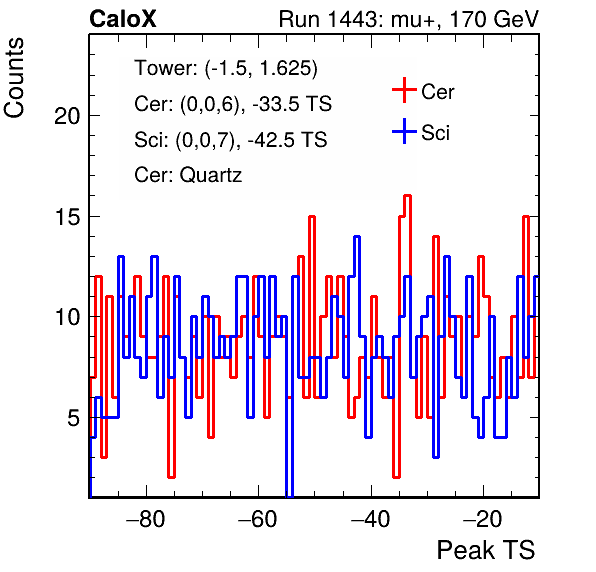 CaloX Run 1443: mu+, 170 GeV
Counts
Tower: (-1.5, 1.625)
Cer: (0,0,6), -33.5 TS
Sci: (0,0,7), -42.5 TS
Cer: Quartz
Cer
Sci
20
15
10
5
−80 −60 −40 −20
Peak TS